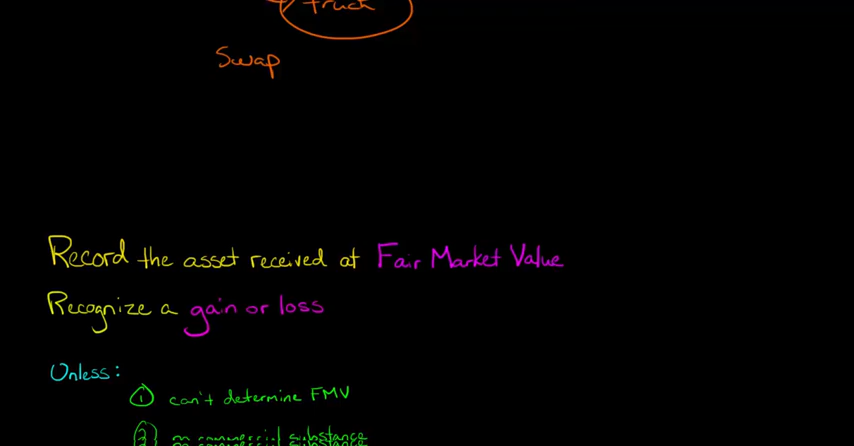 truck
Swap
Record the asset received at Fair Market Value
Recognize a gain or loss
Unless:
① can't determine FMV
② no commercial substance